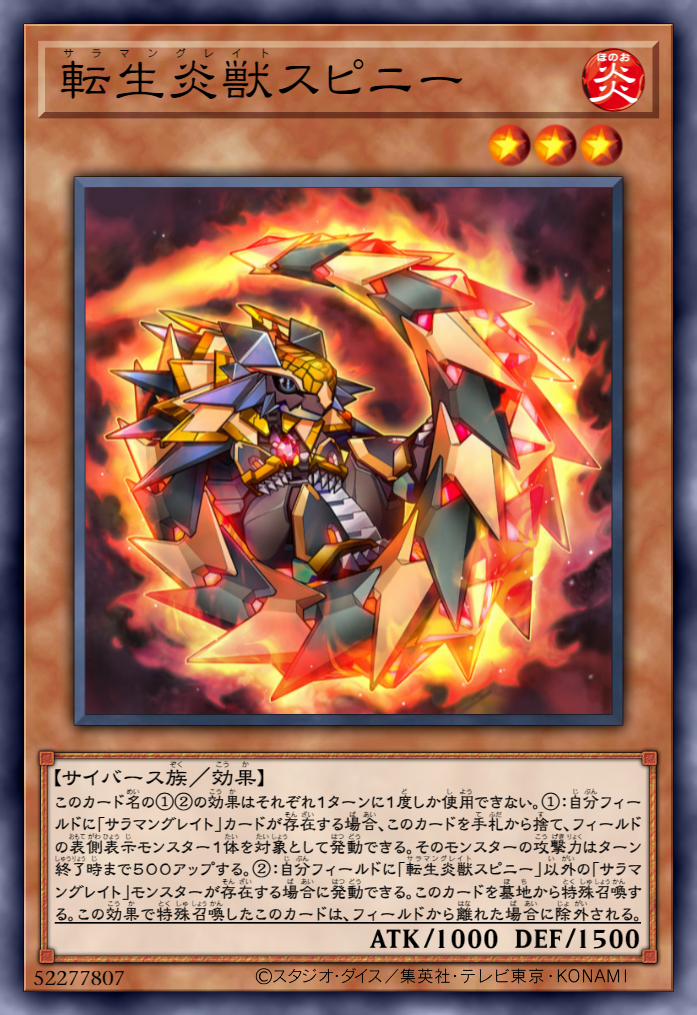 サラマングレイト
転生炎獣スピニー
ほのお
炎
【サイバース族／効果】
このカード名の①②の効果はそれぞれ1ターンに1度しか使用できない。①：自分フィー
ルドに「サラマングレイト」カードが存在する場合、このカードを手札から捨て、フィールド
の表側表示モンスター1体を対象として発動できる。そのモンスターの攻撃力はターン
終了時まで500アップする。②：自分フィールドに「転生炎獣スピニー」以外の「サラマ
ングレイト」モンスターが存在する場合に発動できる。このカードを墓地から特殊召喚す
る。この効果で特殊召喚したこのカードは、フィールドから離れた場合に除外される。
ATK/1000 DEF/1500
52277807 ©スタジオ・ダイス／集英社・テレビ東京・KONAMI